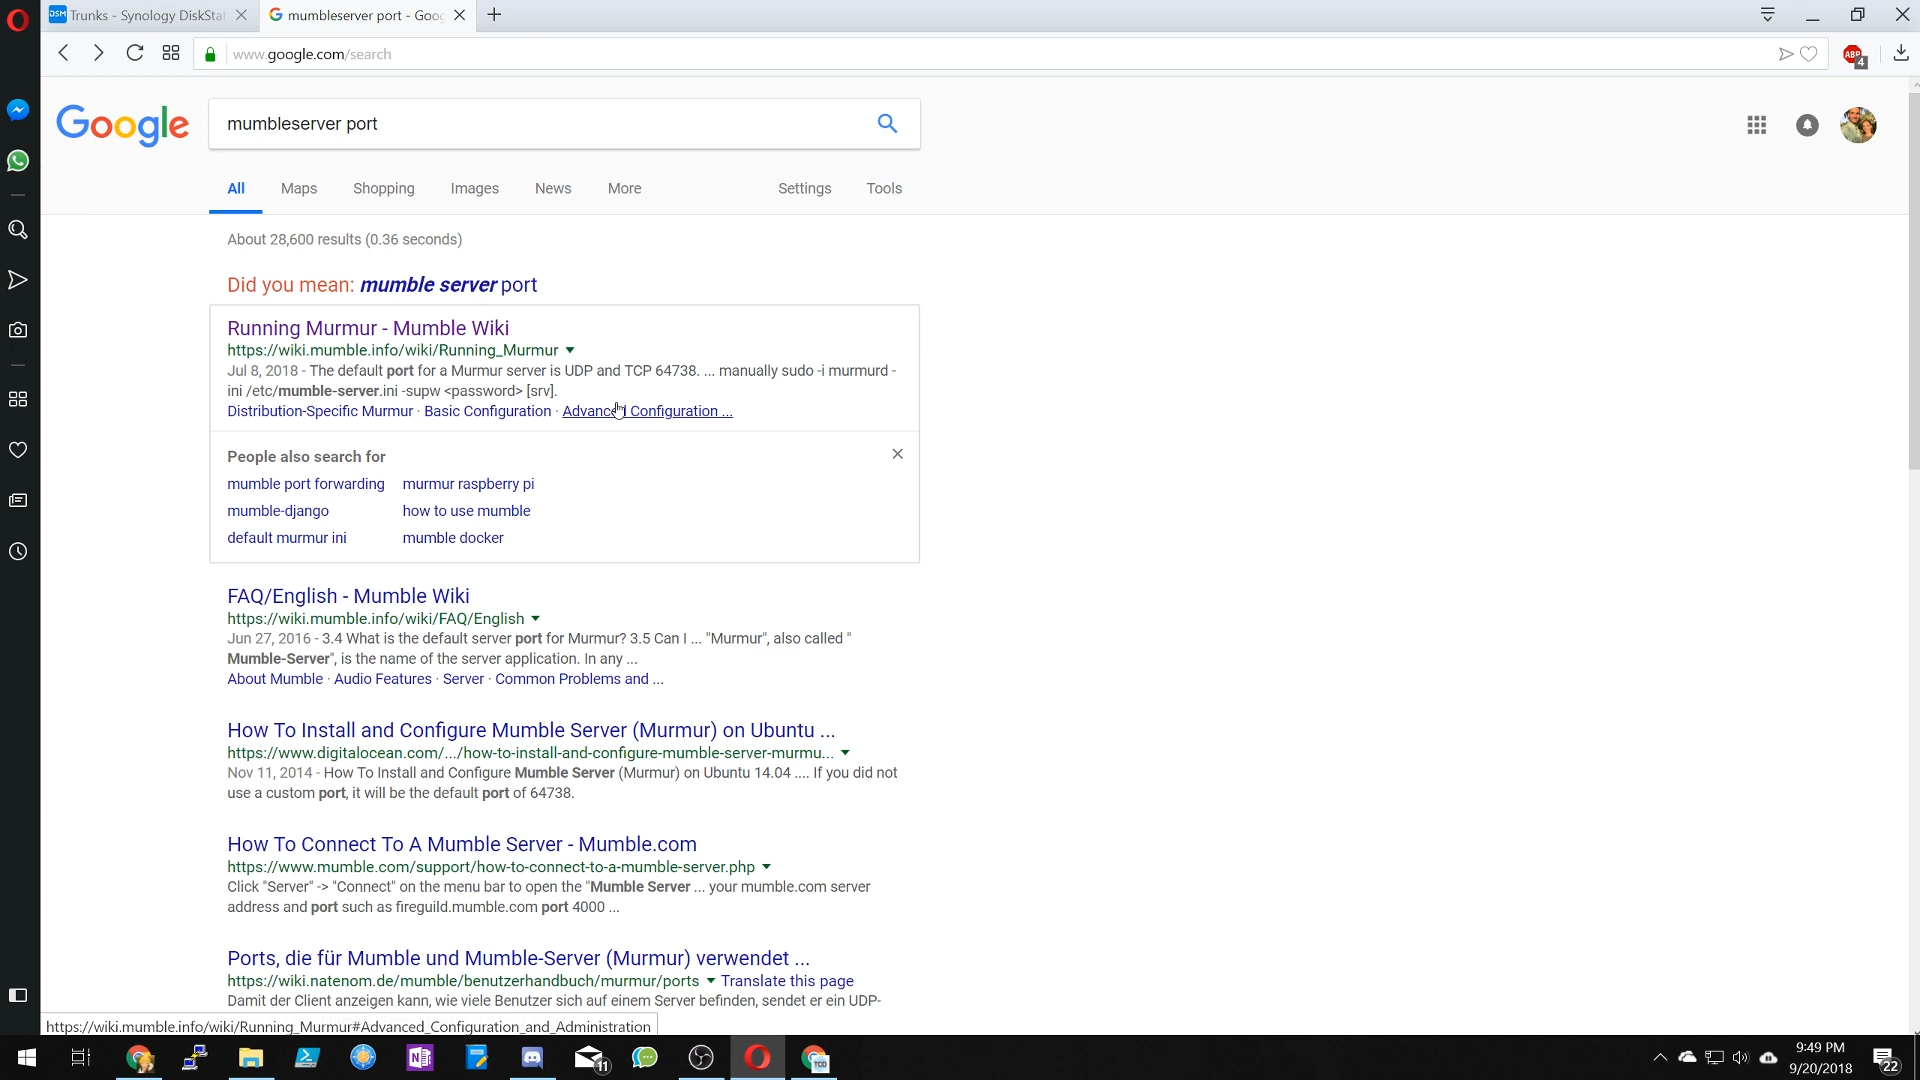 Trunks - Synology DiskSta
mumbleserver port - Goog
www.google.com/search
ABP
4
Google
mumbleserver port
All
Maps
Shopping
Images
News
More
Settings
Tools
About 28,600 results (0.36 seconds)
Did you mean: mumble server port
Running Murmur - Mumble Wiki
https://wiki.mumble.info/wiki/Running_Murmur
Jul 8, 2018 - The default port for a Murmur server is UDP and TCP 64738. ... manually sudo -i murmurd -
ini /etc/mumble-server.ini -supw <password> [srv].
Distribution-Specific Murmur · Basic Configuration · Advanced Configuration ...
People also search for
mumble port forwarding
murmur raspberry pi
mumble-django
how to use mumble
default murmur ini
mumble docker
FAQ/English - Mumble Wiki
https://wiki.mumble.info/wiki/FAQ/English
Jun 27, 2016 - 3.4 What is the default server port for Murmur? 3.5 Can I ... "Murmur", also called "
Mumble-Server", is the name of the server application. In any ...
About Mumble · Audio Features · Server · Common Problems and ...
How To Install and Configure Mumble Server (Murmur) on Ubuntu ...
https://www.digitalocean.com/.../how-to-install-and-configure-mumble-server-murmu...
Nov 11, 2014 - How To Install and Configure Mumble Server (Murmur) on Ubuntu 14.04 .... If you did not
use a custom port, it will be the default port of 64738.
How To Connect To A Mumble Server - Mumble.com
https://www.mumble.com/support/how-to-connect-to-a-mumble-server.php
Click "Server" -> "Connect" on the menu bar to open the "Mumble Server ... your mumble.com server
address and port such as fireguild.mumble.com port 4000 ...
Ports, die für Mumble und Mumble-Server (Murmur) verwendet ...
https://wiki.natenom.de/mumble/benutzerhandbuch/murmur/ports
Translate this page
Damit der Client anzeigen kann, wie viele Benutzer sich auf einem Server befinden, sendet er ein UDP-
https://wiki.mumble.info/wiki/Running_Murmur#Advanced_Configuration_and_Administration
11
9:49 PM
9/20/2018
22